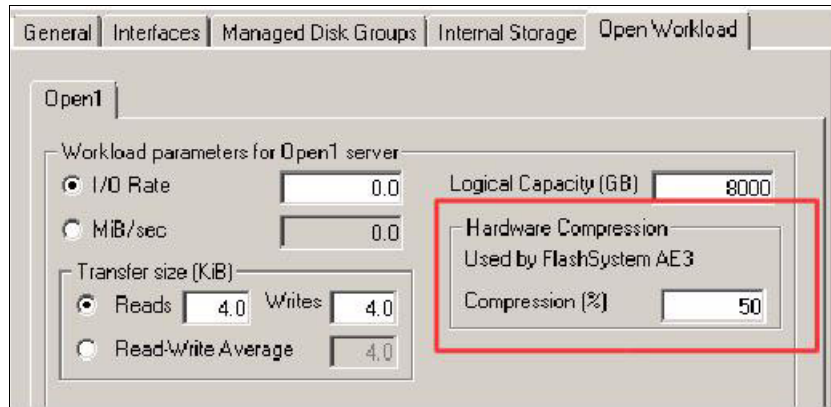 General Interfaces Managed Disk Groups Internal Storage Open Workload
Open1
Workload parameters for Open1 server
I/O Rate 0.0 Logical Capacity (GB) 8000
MiB/sec 0.0 Hardware Compression
Used by FlashSystem AE3
Transfer size (KiB)
Reads 4.0 Writes 4.0 Compression (%) 50
Read-Write Average 4.0